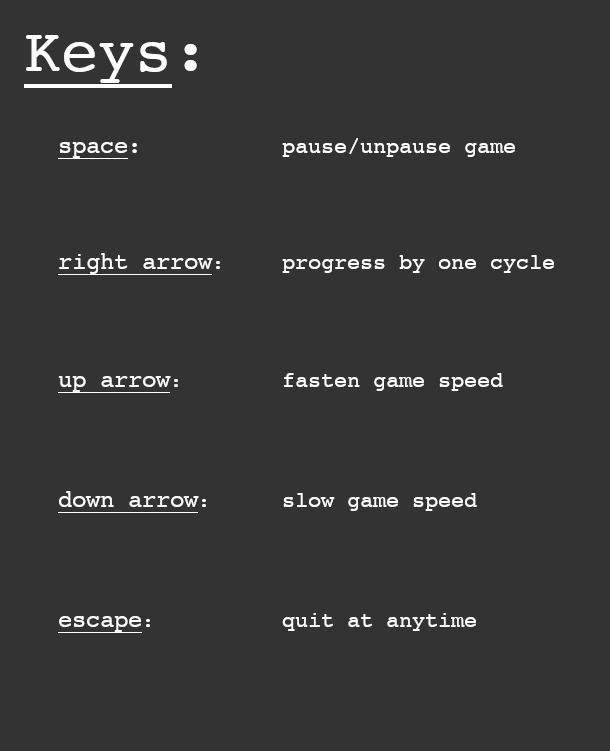 Keys:
space: pause/unpause game
right arrow: progress by one cycle
up arrow: fasten game speed
down arrow: slow game speed
escape: quit at anytime